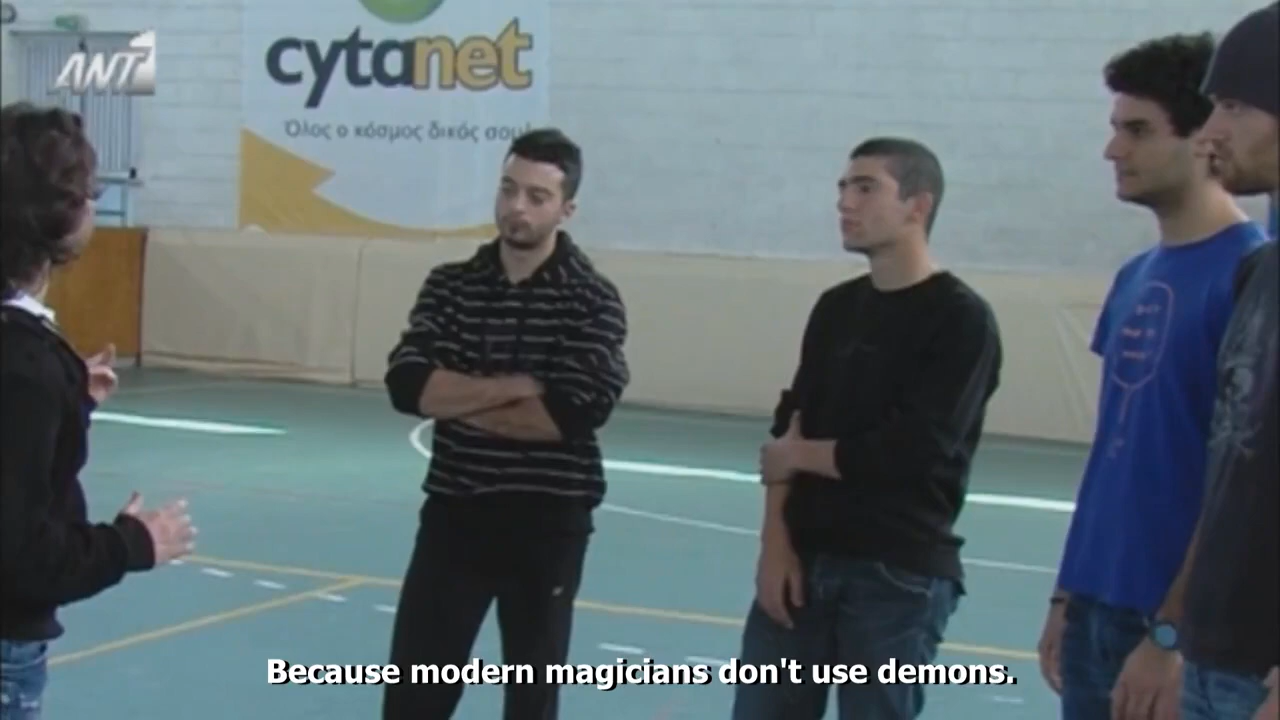 ANT1
cytanet
Όλος ο κόσμος δικός σου!
Because modern magicians don't use demons.